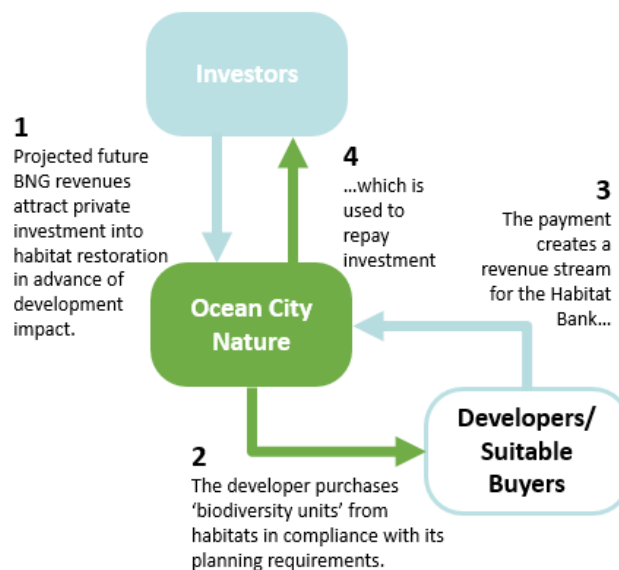 Investors
1
Projected future
BNG revenues
attract private
investment into
habitat restoration
in advance of
development
impact.
4
...which is
used to
repay
investment
3
The payment
creates a
revenue stream
for the Habitat
Bank...
Ocean City
Nature
Developers/
Suitable
Buyers
2
The developer purchases
‘biodiversity units’ from
habitats in compliance with its
planning requirements.